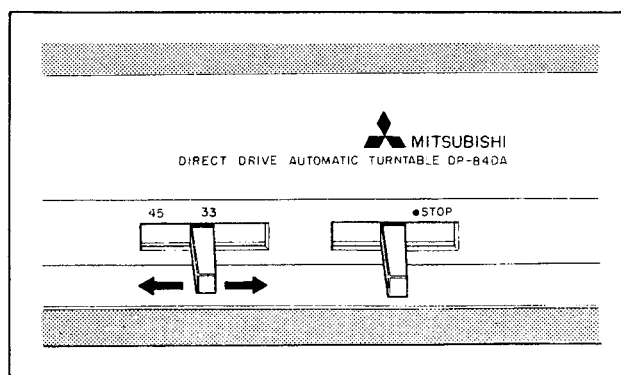 MITSUBISHI
DIRECT DRIVE AUTOMATIC TURNTABLE DP-84DA
45 33 •STOP